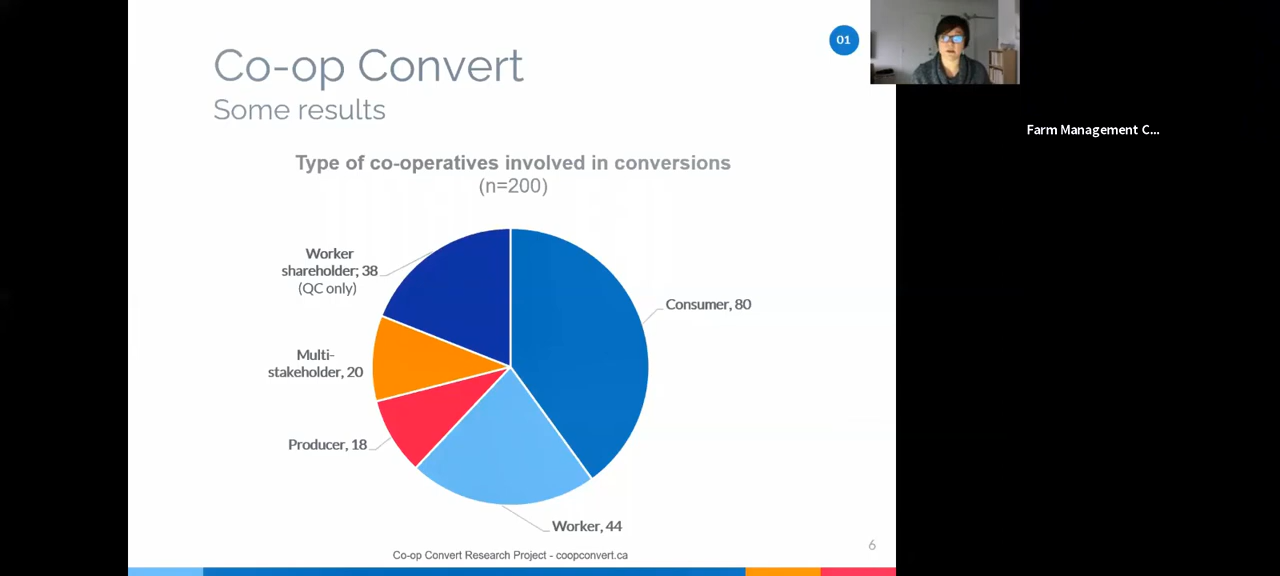 01
Co-op Convert
Some results
Farm Management C...
Type of co-operatives involved in conversions
(n=200)
Worker
shareholder; 38
(QC only)
Consumer, 80
Multi-
stakeholder, 20
Producer, 18
Worker, 44
6
Co-op Convert Research Project - coopconvert.ca